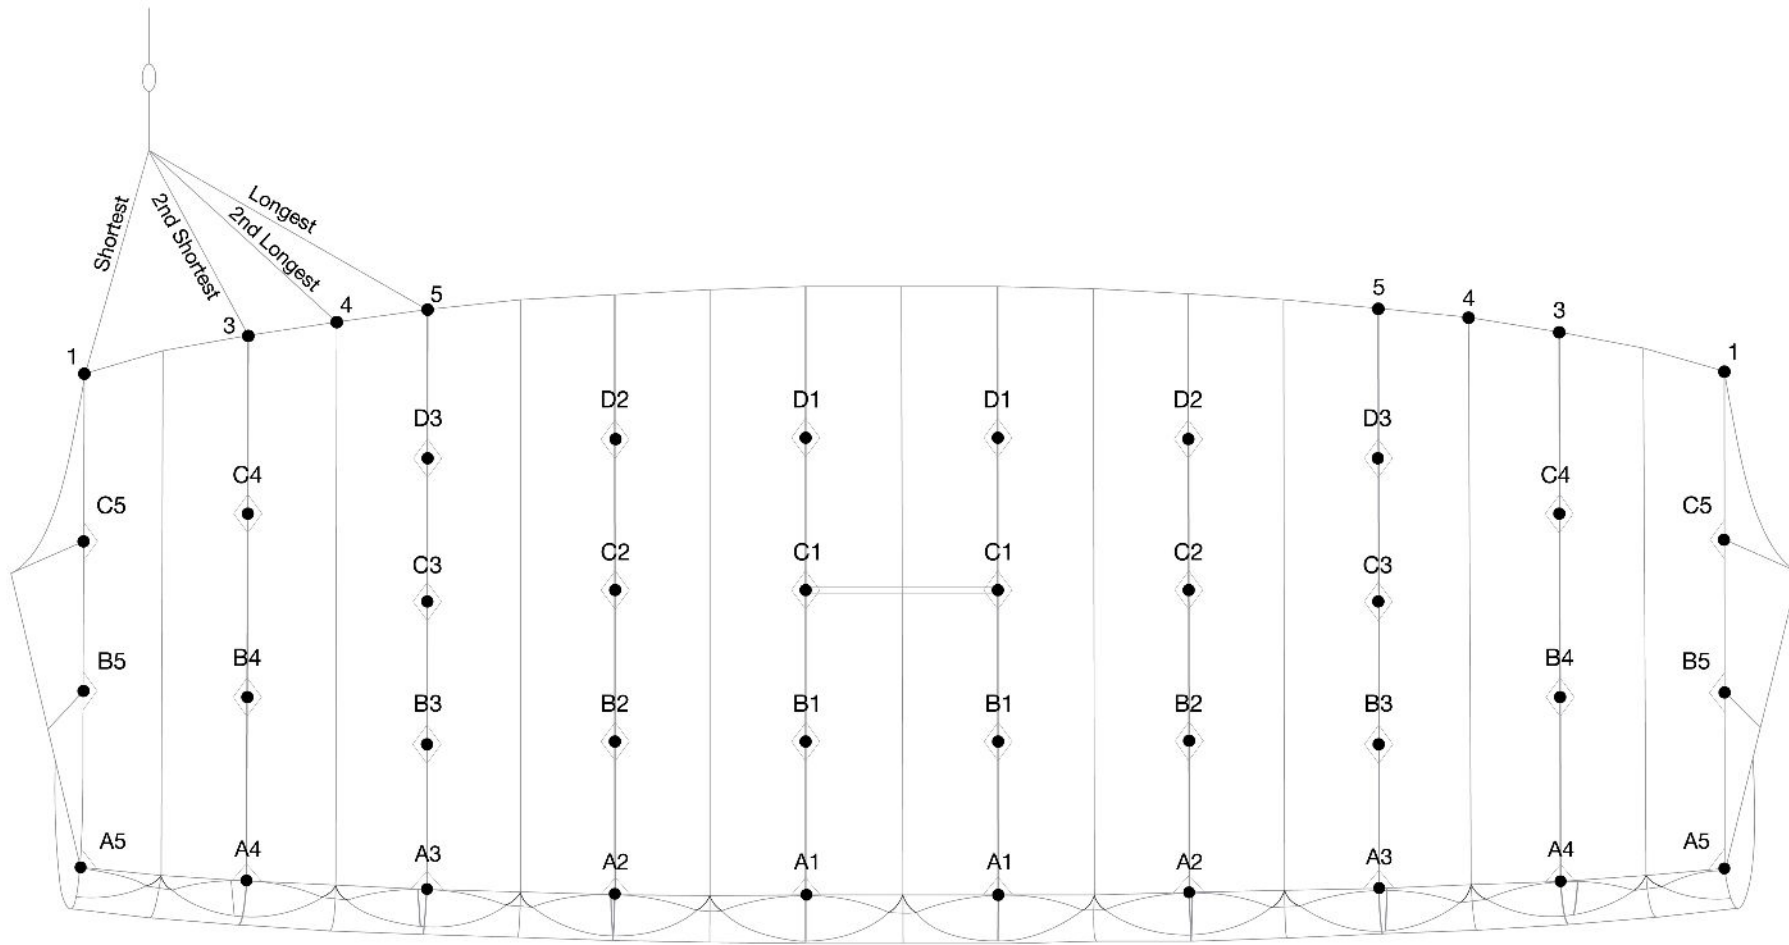 Shortest
2nd Shortest
2nd Longest
Longest
1
3
4
5
5
4
3
1
D3
D2
D1
D1
D2
D3
C5
C4
C3
C2
C1
C1
C2
C3
C4
C5
B5
B4
B3
B2
B1
B1
B2
B3
B4
B5
A5
A4
A3
A2
A1
A1
A2
A3
A4
A5